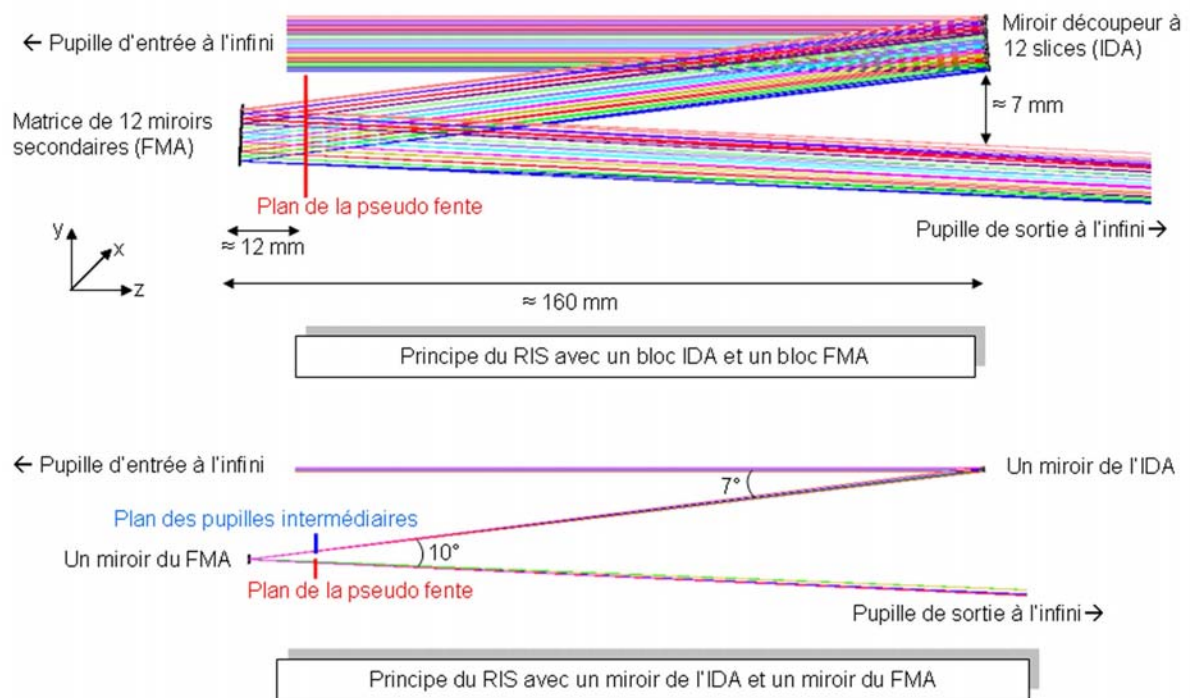 ← Pupille d'entrée à l'infini
Miroir découpeur à
12 slices (IDA)
Matrice de 12 miroirs
secondaires (FMA)
≈ 7 mm
Plan de la pseudo fente
Pupille de sortie à l'infini→
y
x
z
≈ 12 mm
≈ 160 mm
Principe du RIS avec un bloc IDA et un bloc FMA
← Pupille d'entrée à l'infini
Un miroir de l'IDA
7°
Plan des pupilles intermédiaires
Un miroir du FMA
10°
Plan de la pseudo fente
Pupille de sortie à l'infini→
Principe du RIS avec un miroir de l'IDA et un miroir du FMA